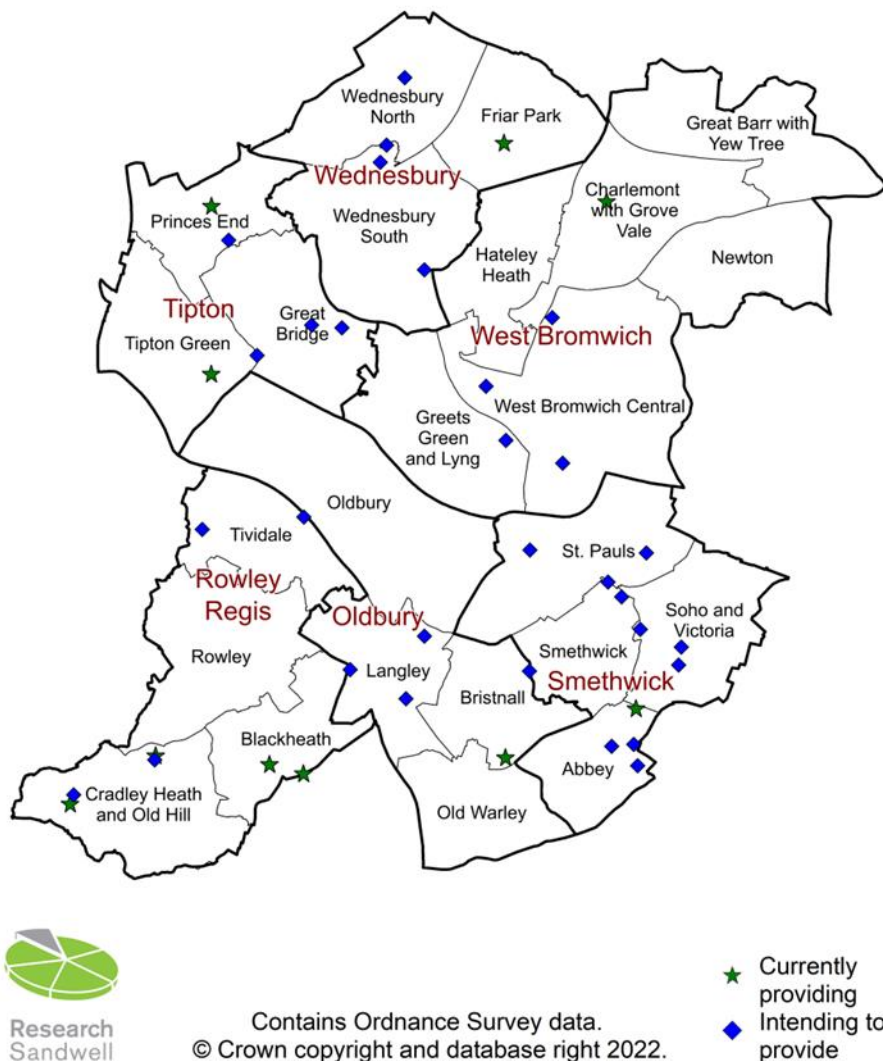 Wednesbury
North
Friar Park
Great Barr with
Yew Tree
Wednesbury
Charlemont
with Grove
Vale
Princes End
Wednesbury
South
Hateley
Heath
Newton
Tipton
Great
Bridge
Tipton Green
West Bromwich
West Bromwich Central
Greets
Green
and Lyng
Oldbury
Tividale
St. Pauls
Rowley
Regis
Oldbury
Soho and
Victoria
Smethwick
Rowley
Langley
Smethwick
Bristnall
Blackheath
Abbey
Cradley Heath
and Old Hill
Old Warley
Currently
providing
Intending to
provide
Research
Sandwell
Contains Ordnance Survey data.
© Crown copyright and database right 2022.